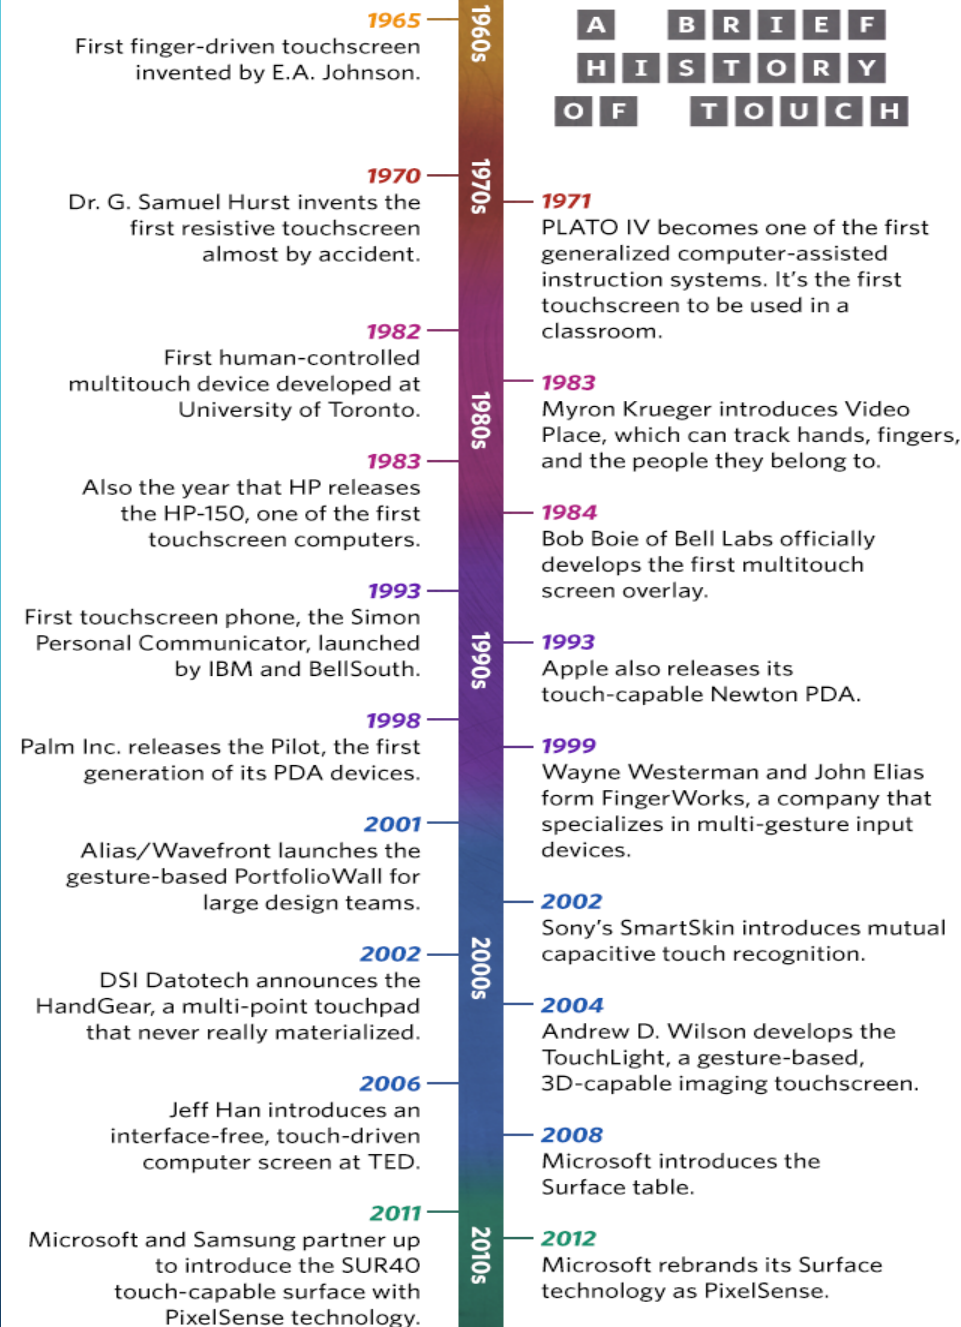 A BRIEF
HISTORY
OF TOUCH
1960s
1965
First finger-driven touchscreen
invented by E.A. Johnson.
1970s
1970
Dr. G. Samuel Hurst invents the
first resistive touchscreen
almost by accident.
1971
PLATO IV becomes one of the first
generalized computer-assisted
instruction systems. It's the first
touchscreen to be used in a
classroom.
1980s
1982
First human-controlled
multitouch device developed at
University of Toronto.
1983
Myron Krueger introduces Video
Place, which can track hands, fingers,
and the people they belong to.
1983
Also the year that HP releases
the HP-150, one of the first
touchscreen computers.
1984
Bob Boie of Bell Labs officially
develops the first multitouch
screen overlay.
1990s
1993
First touchscreen phone, the Simon
Personal Communicator, launched
by IBM and BellSouth.
1993
Apple also releases its
touch-capable Newton PDA.
1998
Palm Inc. releases the Pilot, the first
generation of its PDA devices.
1999
Wayne Westerman and John Elias
form FingerWorks, a company that
specializes in multi-gesture input
devices.
2000s
2001
Alias/Wavefront launches the
gesture-based PortfolioWall for
large design teams.
2002
Sony's SmartSkin introduces mutual
capacitive touch recognition.
2002
DSI Datotech announces the
HandGear, a multi-point touchpad
that never really materialized.
2004
Andrew D. Wilson develops the
TouchLight, a gesture-based,
3D-capable imaging touchscreen.
2006
Jeff Han introduces an
interface-free, touch-driven
computer screen at TED.
2008
Microsoft introduces the
Surface table.
2010s
2011
Microsoft and Samsung partner up
to introduce the SUR40
touch-capable surface with
PixelSense technology.
2012
Microsoft rebrands its Surface
technology as PixelSense.